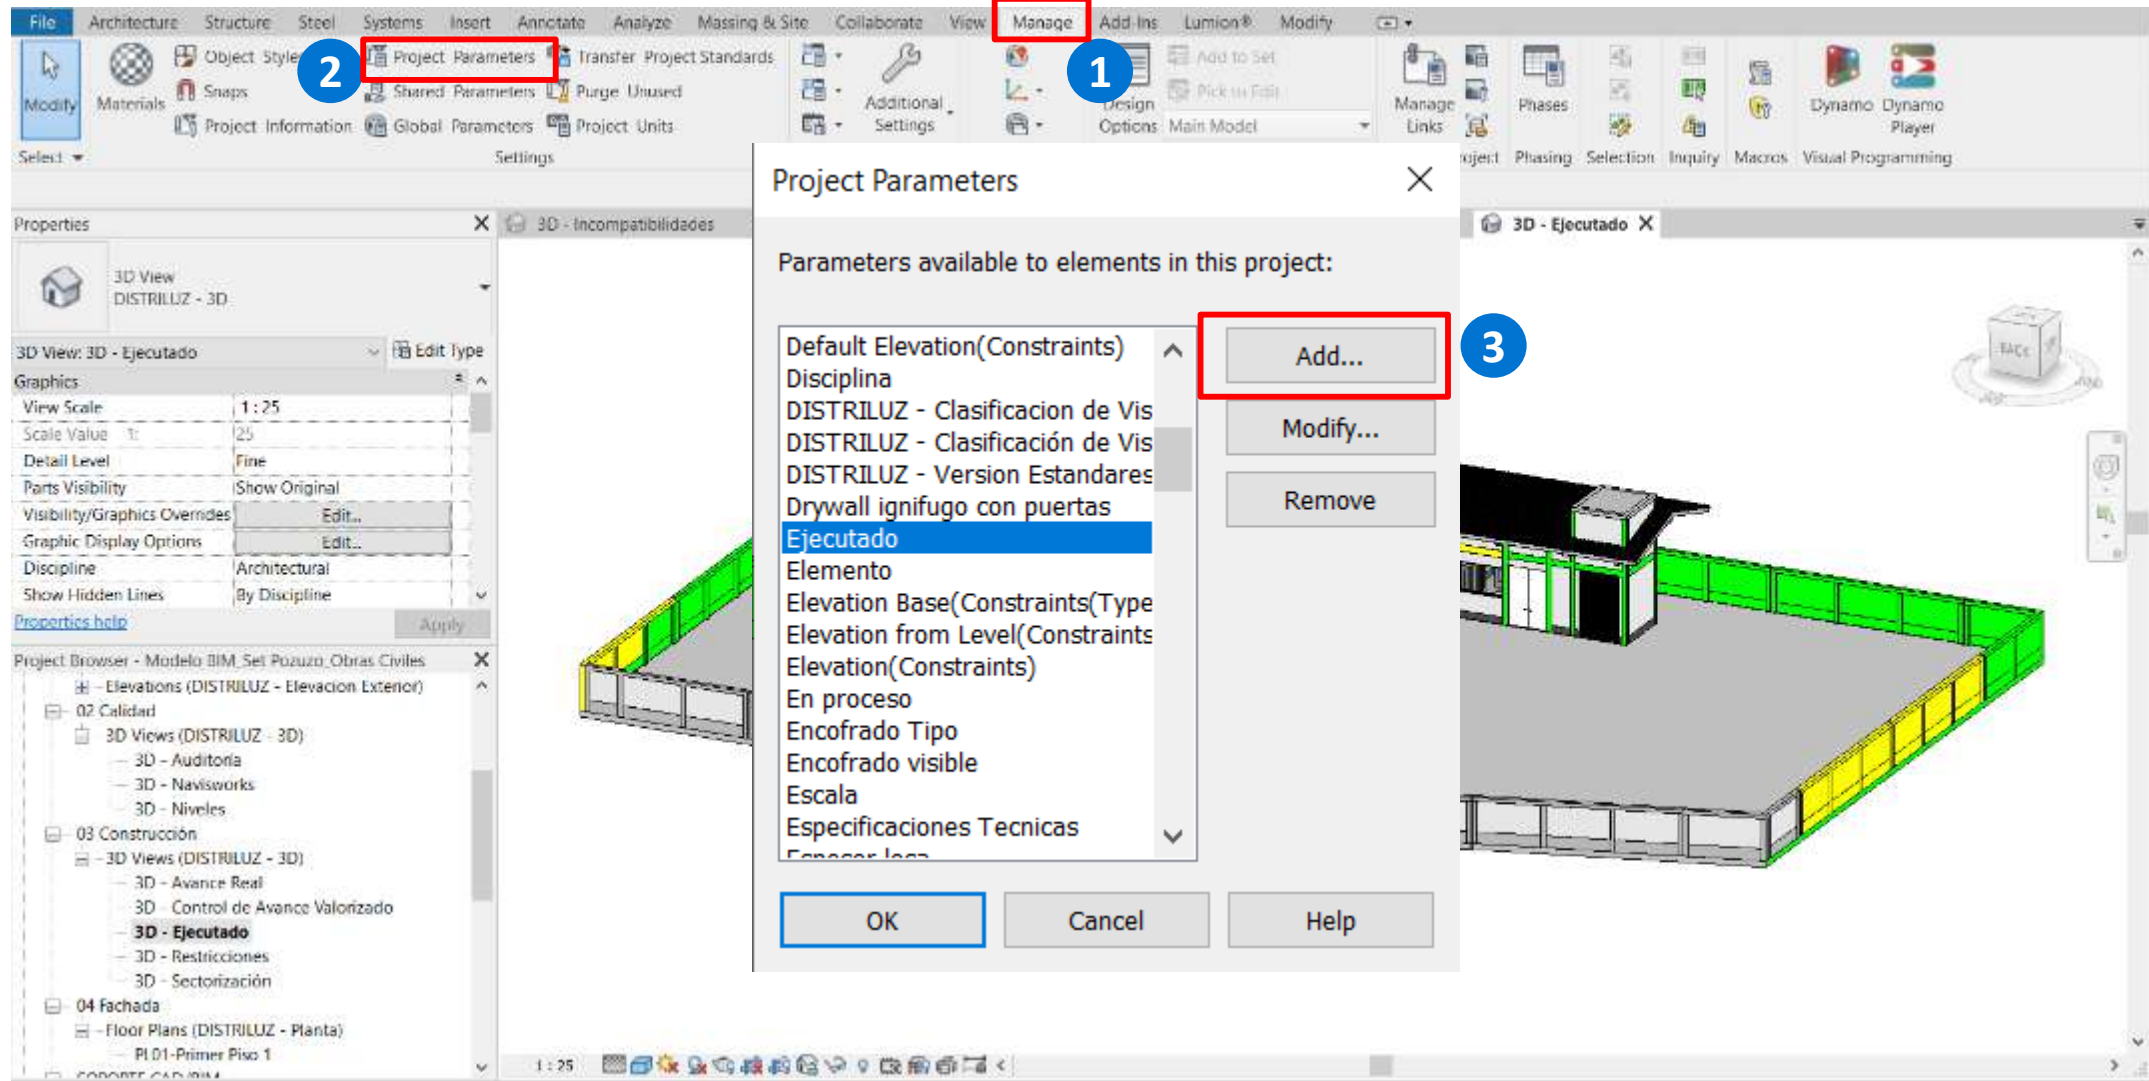 File Architecture Structure Steel Systems Insert Annotate Analyze Massing & Site Collaborate View Manage Add-Ins Lumion® Modify
Modify
Materials
Object Style
Snaps
Project Information
2
Project Parameters
Shared Parameters
Global Parameters
Transfer Project Standards
Purge Unused
Project Units
Additional
Settings
1
Design
Options
Add to Set
Pick to Edit
Main Model
Manage
Links
Phases
Dynamo
Dynamo
Player
Select
Settings
oject
Phasing
Selection
Inquiry
Macros
Visual Programming
Properties
3D View
DISTRILUZ - 3D
3D View: 3D - Ejecutado
Edit Type
Graphics
View Scale 1 : 25
Scale Value 1: 25
Detail Level Fine
Parts Visibility Show Original
Visibility/Graphics Overrides Edit...
Graphic Display Options Edit...
Discipline Architectural
Show Hidden Lines By Discipline
Properties help Apply
Project Browser - Modelo BIM_Set Pozuzo_Obras Civiles
Elevations (DISTRILUZ - Elevacion Exterior)
02 Calidad
3D Views (DISTRILUZ - 3D)
3D - Auditoria
3D - Navisworks
3D - Niveles
03 Construcción
3D Views (DISTRILUZ - 3D)
3D - Avance Real
3D - Control de Avance Valorizado
3D - Ejecutado
3D - Restricciones
3D - Sectorización
04 Fachada
Floor Plans (DISTRILUZ - Planta)
PL01-Primer Piso 1
SOPORTE CAD/BIM
3D - Incompatibilidades
3D - Ejecutado
Project Parameters
Parameters available to elements in this project:
Default Elevation(Constraints)
Disciplina
DISTRILUZ - Clasificacion de Vis
DISTRILUZ - Clasificación de Vis
DISTRILUZ - Version Estandares
Drywall ignifugo con puertas
Ejecutado
Elemento
Elevation Base(Constraints(Type
Elevation from Level(Constraints
Elevation(Constraints)
En proceso
Encofrado Tipo
Encofrado visible
Escala
Especificaciones Tecnicas
Espesor losa
Add...
3
Modify...
Remove
OK
Cancel
Help
BACK
1 : 25